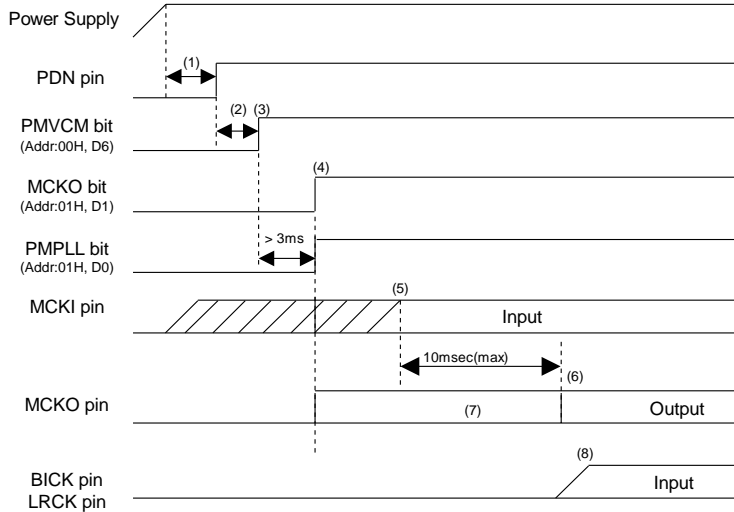 Power Supply
(1)
PDN pin
(2) (3)
PMVCM bit
(Addr:00H, D6)
(4)
MCKO bit
(Addr:01H, D1)
> 3ms
PMPLL bit
(Addr:01H, D0)
(5)
MCKI pin
Input
10msec(max)
(6)
MCKO pin
(7)
Output
(8)
BICK pin
LRCK pin
Input